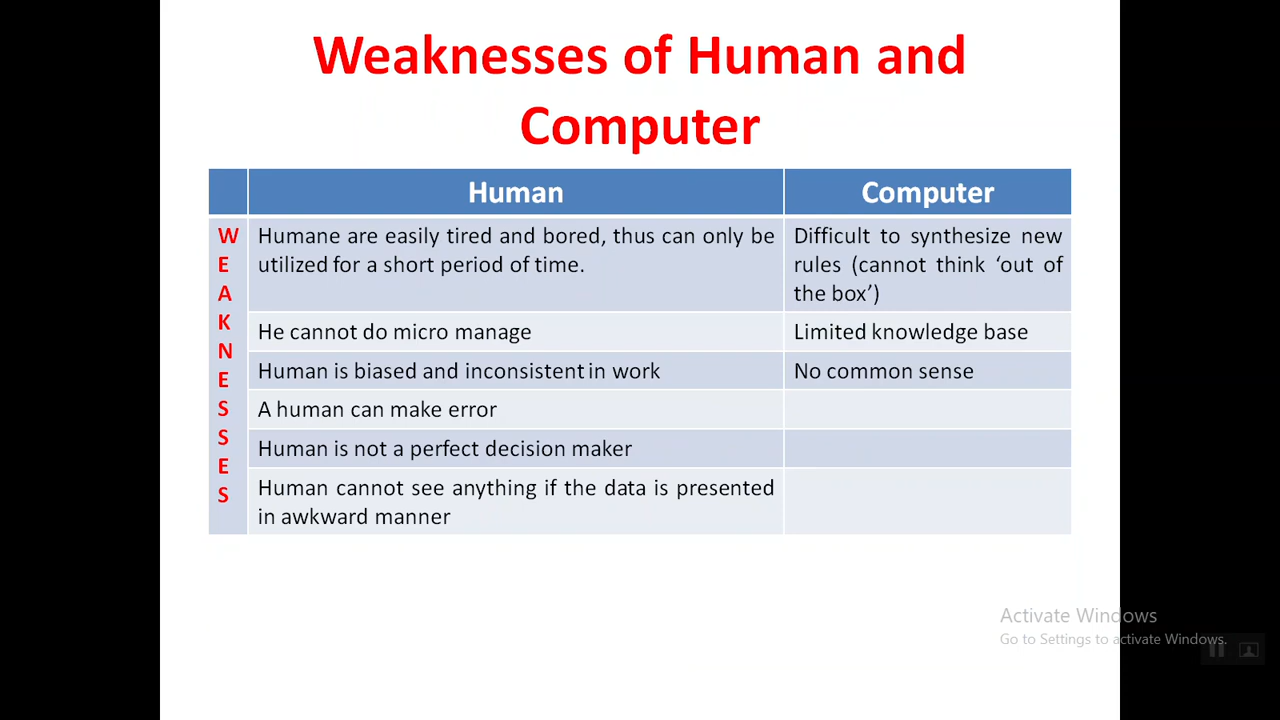 Weaknesses of Human and
Computer
Human
Computer
W
E
A
K
N
E
S
S
E
S
Humane are easily tired and bored, thus can only be
utilized for a short period of time.
Difficult to synthesize new
rules (cannot think ‘out of
the box’)
He cannot do micro manage
Limited knowledge base
Human is biased and inconsistent in work
No common sense
A human can make error
Human is not a perfect decision maker
Human cannot see anything if the data is presented
in awkward manner
Activate Windows
Go to Settings to activate Windows.